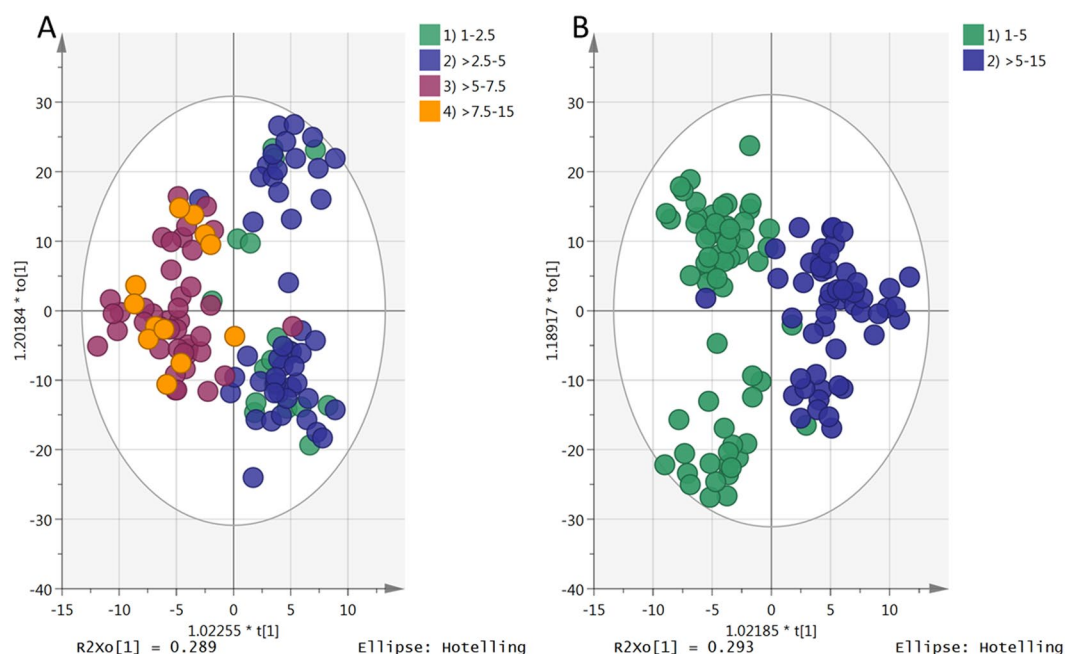 A
1) 1-2.5
2) >2.5-5
3) >5-7.5
4) >7.5-15
30
20
10
0
-10
-20
-30
-40
1.20184 * to[1]
-15 -10 -5 0 5 10
1.02255 * t[1]
R2Xo[1] = 0.289 Ellipse: Hotelling
B
1) 1-5
2) >5-15
30
20
10
0
-10
-20
-30
-40
1.18917 * to[1]
-15 -10 -5 0 5 10
1.02185 * t[1]
R2Xo[1] = 0.293 Ellipse: Hotelling